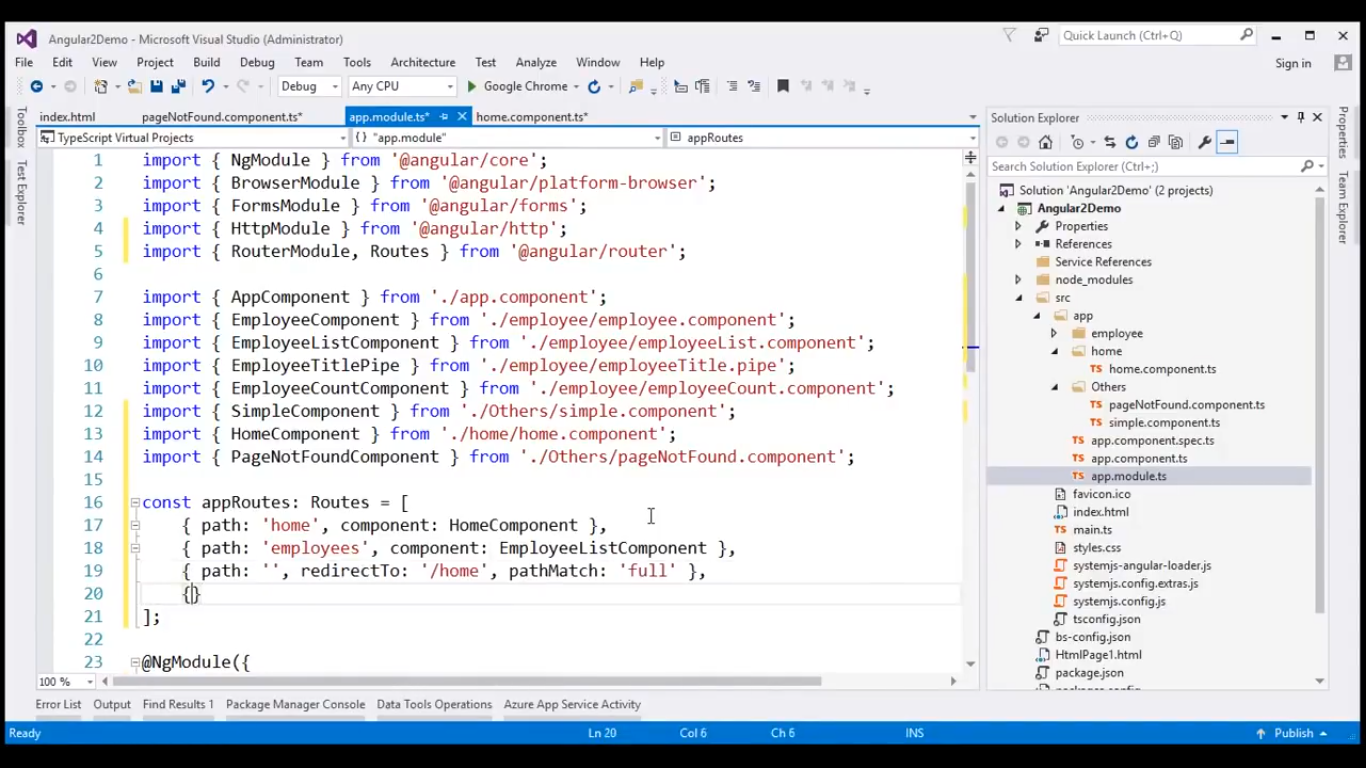 Angular2Demo - Microsoft Visual Studio (Administrator)
Quick Launch (Ctrl+Q)
File Edit View Project Build Debug Team Tools Architecture Test Analyze Window Help
Sign in
Debug Any CPU Google Chrome
index.html pageNotFound.component.ts* app.module.ts* home.component.ts*
TypeScript Virtual Projects {} "app.module" appRoutes
Toolbox
Test Explorer
1 import { NgModule } from '@angular/core';
2 import { BrowserModule } from '@angular/platform-browser';
3 import { FormsModule } from '@angular/forms';
4 import { HttpModule } from '@angular/http';
5 import { RouterModule, Routes } from '@angular/router';
6
7 import { AppComponent } from './app.component';
8 import { EmployeeComponent } from './employee/employee.component';
9 import { EmployeeListComponent } from './employee/employeeList.component';
10 import { EmployeeTitlePipe } from './employee/employeeTitle.pipe';
11 import { EmployeeCountComponent } from './employee/employeeCount.component';
12 import { SimpleComponent } from './Others/simple.component';
13 import { HomeComponent } from './home/home.component';
14 import { PageNotFoundComponent } from './Others/pageNotFound.component';
15
16 const appRoutes: Routes = [
17 { path: 'home', component: HomeComponent },
18 { path: 'employees', component: EmployeeListComponent },
19 { path: '', redirectTo: '/home', pathMatch: 'full' },
20 {}
21 ];
22
23 @NgModule({
100 %
Solution Explorer
Search Solution Explorer (Ctrl+;)
Solution 'Angular2Demo' (2 projects)
Angular2Demo
Properties
References
Service References
node_modules
src
app
employee
home
home.component.ts
Others
pageNotFound.component.ts
simple.component.ts
app.component.spec.ts
app.component.ts
app.module.ts
favicon.ico
index.html
main.ts
styles.css
systemjs-angular-loader.js
systemjs.config.extras.js
systemjs.config.js
tsconfig.json
bs-config.json
HtmlPage1.html
package.json
Properties
Team Explorer
Error List Output Find Results 1 Package Manager Console Data Tools Operations Azure App Service Activity
Ready Ln 20 Col 6 Ch 6 INS Publish